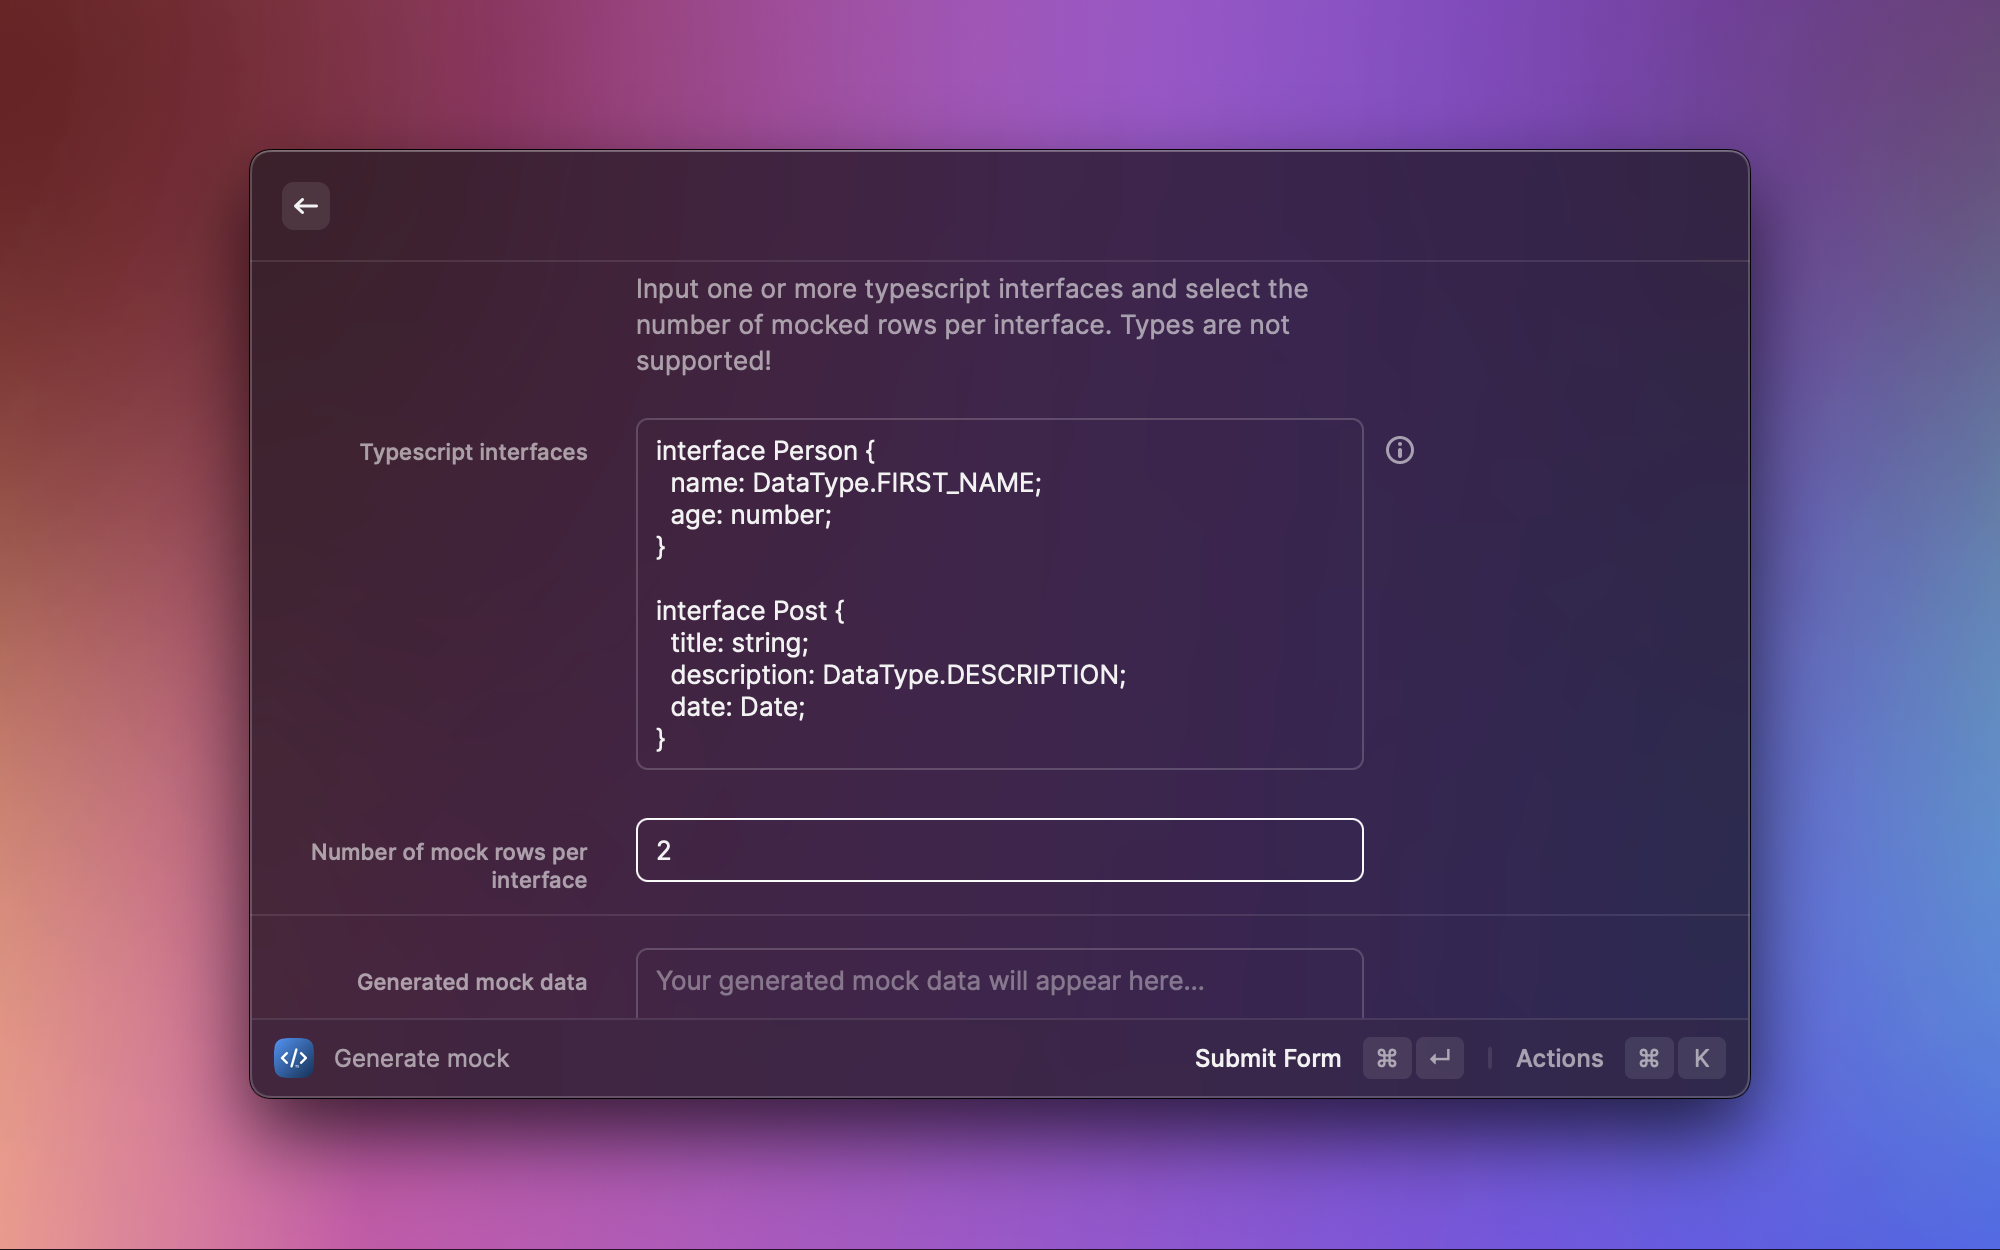 Input one or more typescript interfaces and select the
number of mocked rows per interface. Types are not
supported!
Typescript interfaces
interface Person {
  name: DataType.FIRST_NAME;
  age: number;
}

interface Post {
  title: string;
  description: DataType.DESCRIPTION;
  date: Date;
}
Number of mock rows per
interface
2
Generated mock data
Your generated mock data will appear here...
Generate mock
Submit Form ⌘ ↵ | Actions ⌘ K